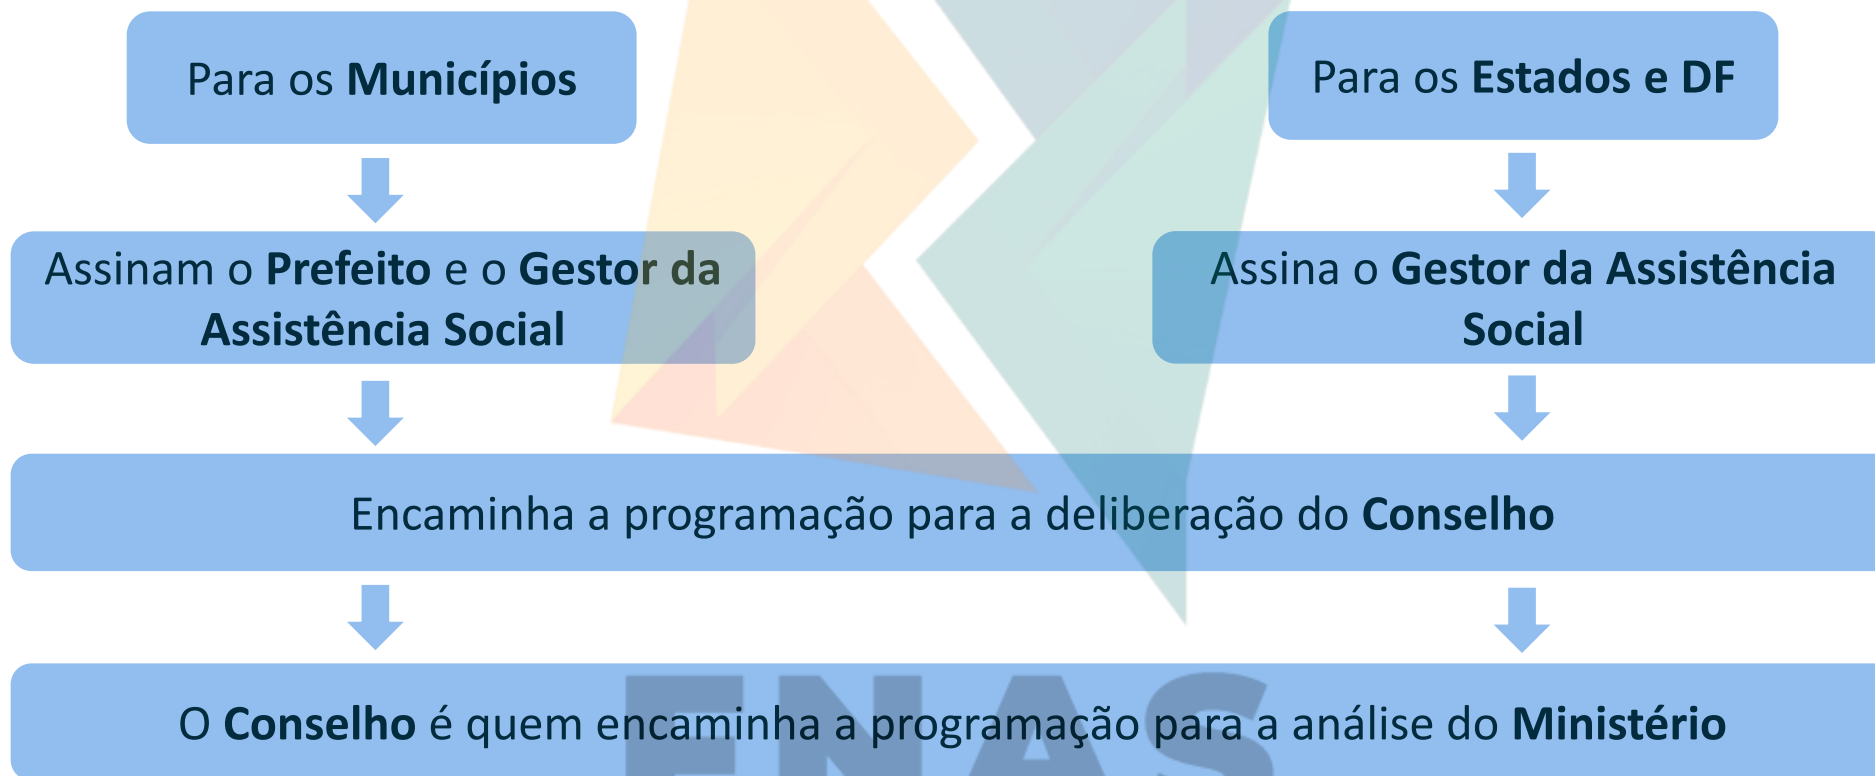 Para os Municípios
Para os Estados e DF
Assinam o Prefeito e o Gestor da
Assistência Social
Assina o Gestor da Assistência
Social
Encaminha a programação para a deliberação do Conselho
O Conselho é quem encaminha a programação para a análise do Ministério
ENAS